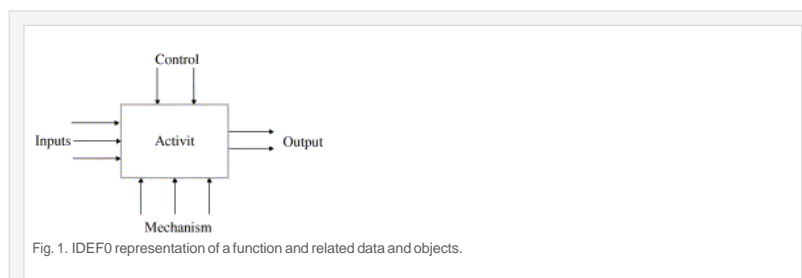 Control
Inputs
Activit
Output
Mechanism
Fig. 1. IDEF0 representation of a function and related data and objects.